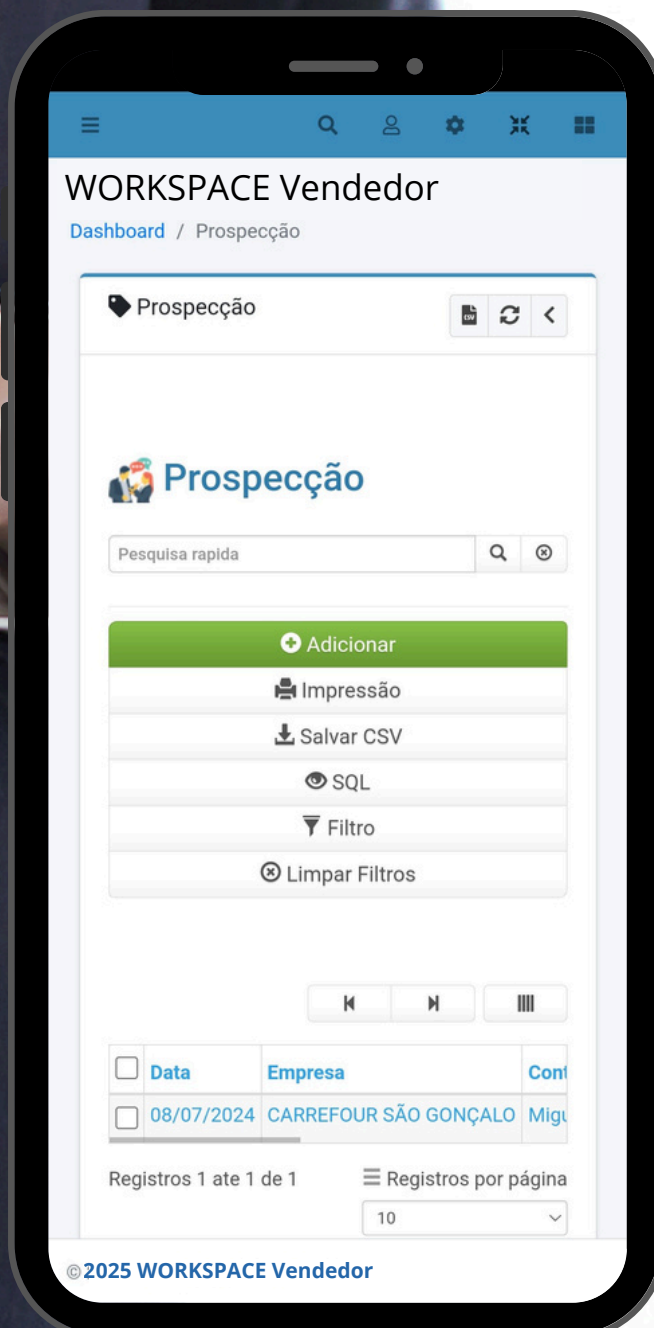 WORKSPACE Vendedor
Dashboard / Prospecção
Prospecção
CSV
Prospecção
Pesquisa rapida
Adicionar
Impressão
Salvar CSV
SQL
Filtro
Limpar Filtros
Data Empresa
08/07/2024 CARREFOUR SÃO GONÇALO
Registros 1 ate 1 de 1 Registros por página
10
© 2025 WORKSPACE Vendedor